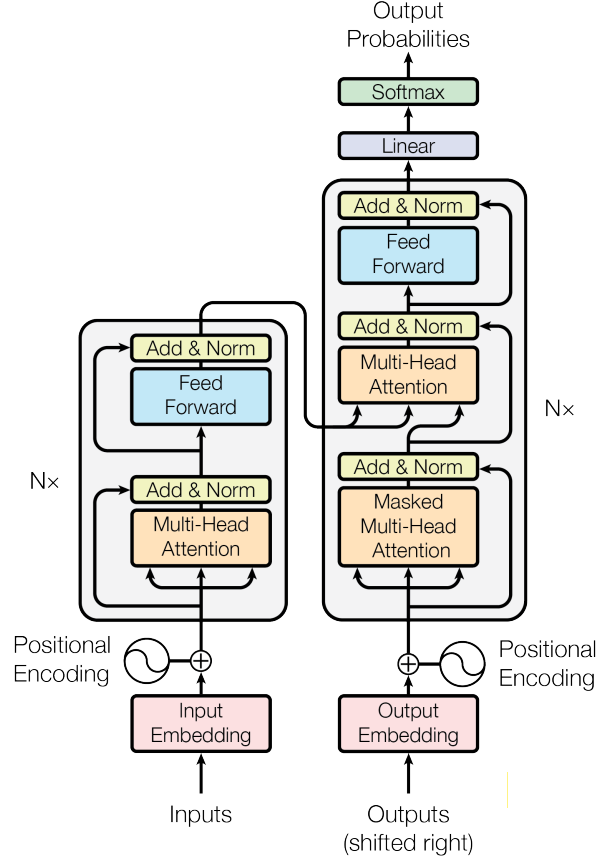 Output
Probabilities
Softmax
Linear
Add & Norm
Feed
Forward
Add & Norm
Multi-Head
Attention
Add & Norm
Masked
Multi-Head
Attention
N×
Add & Norm
Feed
Forward
Add & Norm
Multi-Head
Attention
N×
Positional
Encoding
Positional
Encoding
Input
Embedding
Output
Embedding
Inputs
Outputs
(shifted right)